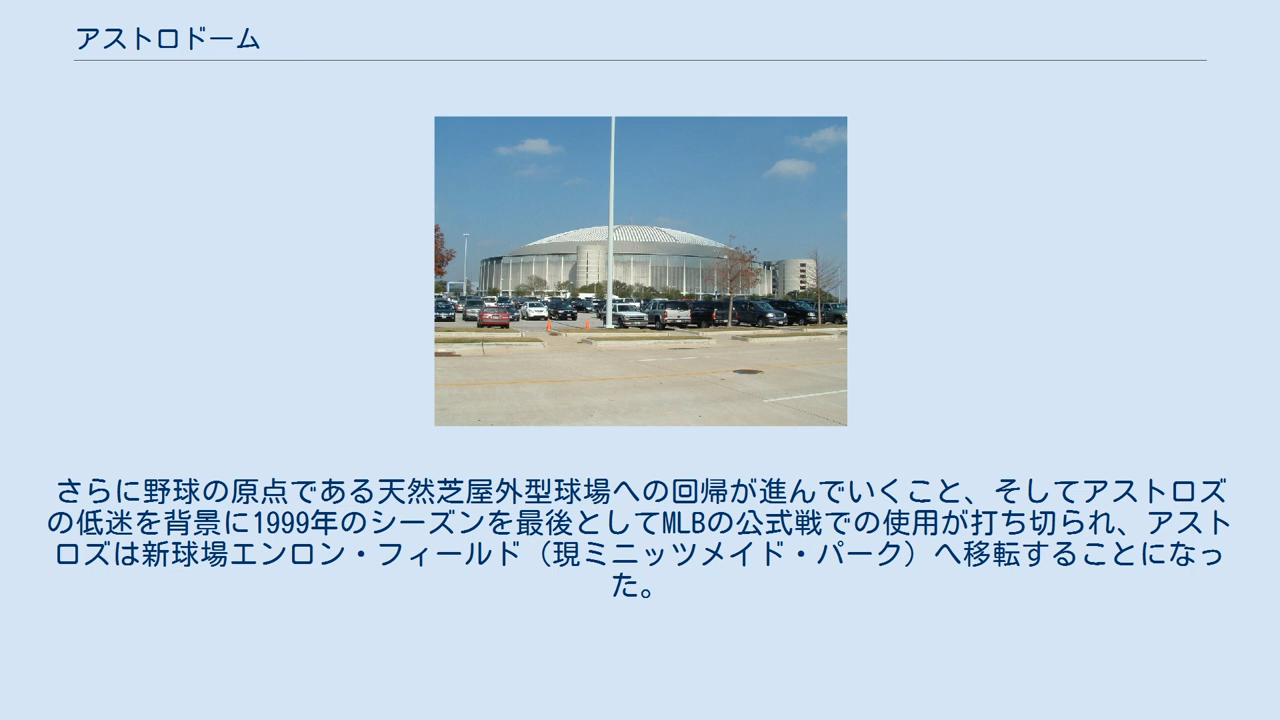 アストロドーム
さらに野球の原点である天然芝屋外型球場への回帰が進んでいくこと、そしてアストロズ
の低迷を背景に1999年のシーズンを最後としてMLBの公式戦での使用が打ち切られ、アスト
ロズは新球場エンロン・フィールド（現ミニッツメイド・パーク）へ移転することになっ
た。